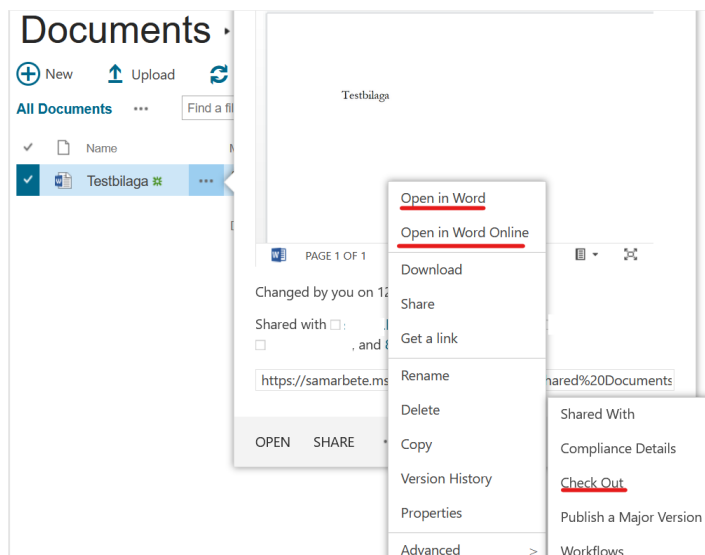 Documents
New Upload
All Documents ... Find a fil
Name
Testbilaga
Testbilaga
PAGE 1 OF 1
Changed by you on 12
Shared with
, and 8
https://samarbete.ms
hared%20Documents
OPEN SHARE
Open in Word
Open in Word Online
Download
Share
Get a link
Rename
Delete
Copy
Version History
Properties
Advanced >
Shared With
Compliance Details
Check Out
Publish a Major Version
Workflows